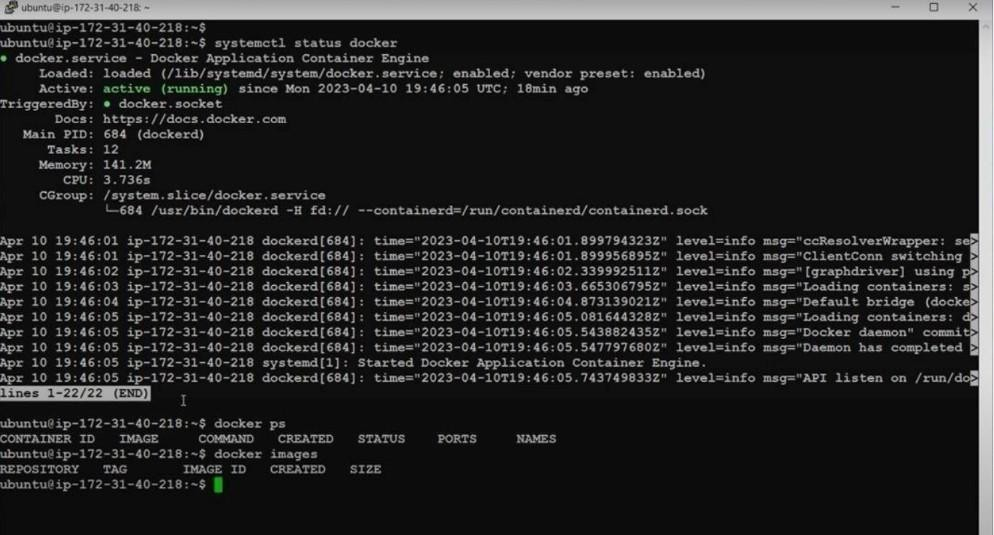 ubuntu@ip-172-31-40-218: ~
ubuntu@ip-172-31-40-218:~$
ubuntu@ip-172-31-40-218:~$ systemctl status docker
● docker.service - Docker Application Container Engine
Loaded: loaded (/lib/systemd/system/docker.service; enabled; vendor preset: enabled)
Active: active (running) since Mon 2023-04-10 19:46:05 UTC; 18min ago
TriggeredBy: ● docker.socket
Docs: https://docs.docker.com
Main PID: 684 (dockerd)
Tasks: 12
Memory: 141.2M
CPU: 3.736s
CGroup: /system.slice/docker.service
└─684 /usr/bin/dockerd -H fd:// --containerd=/run/containerd/containerd.sock
Apr 10 19:46:01 ip-172-31-40-218 dockerd[684]: time="2023-04-10T19:46:01.899794323Z" level=info msg="ccResolverWrapper: se>
Apr 10 19:46:01 ip-172-31-40-218 dockerd[684]: time="2023-04-10T19:46:01.899956895Z" level=info msg="ClientConn switching >
Apr 10 19:46:02 ip-172-31-40-218 dockerd[684]: time="2023-04-10T19:46:02.339992511Z" level=info msg="[graphdriver] using p>
Apr 10 19:46:03 ip-172-31-40-218 dockerd[684]: time="2023-04-10T19:46:03.665306795Z" level=info msg="Loading containers: s>
Apr 10 19:46:04 ip-172-31-40-218 dockerd[684]: time="2023-04-10T19:46:04.873139021Z" level=info msg="Default bridge (docke>
Apr 10 19:46:05 ip-172-31-40-218 dockerd[684]: time="2023-04-10T19:46:05.081644328Z" level=info msg="Loading containers: d>
Apr 10 19:46:05 ip-172-31-40-218 dockerd[684]: time="2023-04-10T19:46:05.543882435Z" level=info msg="Docker daemon" commit>
Apr 10 19:46:05 ip-172-31-40-218 dockerd[684]: time="2023-04-10T19:46:05.547797680Z" level=info msg="Daemon has completed >
Apr 10 19:46:05 ip-172-31-40-218 systemd[1]: Started Docker Application Container Engine.
Apr 10 19:46:05 ip-172-31-40-218 dockerd[684]: time="2023-04-10T19:46:05.743749833Z" level=info msg="API listen on /run/do>
lines 1-22/22 (END)
ubuntu@ip-172-31-40-218:~$ docker ps
CONTAINER ID IMAGE COMMAND CREATED STATUS PORTS NAMES
ubuntu@ip-172-31-40-218:~$ docker images
REPOSITORY TAG IMAGE ID CREATED SIZE
ubuntu@ip-172-31-40-218:~$